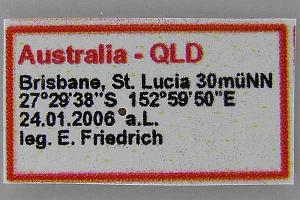 Australia - QLD
Brisbane, St. Lucia 30müNN
27°29'38"S 152°59'50"E
24.01.2006 a.L.
leg. E. Friedrich